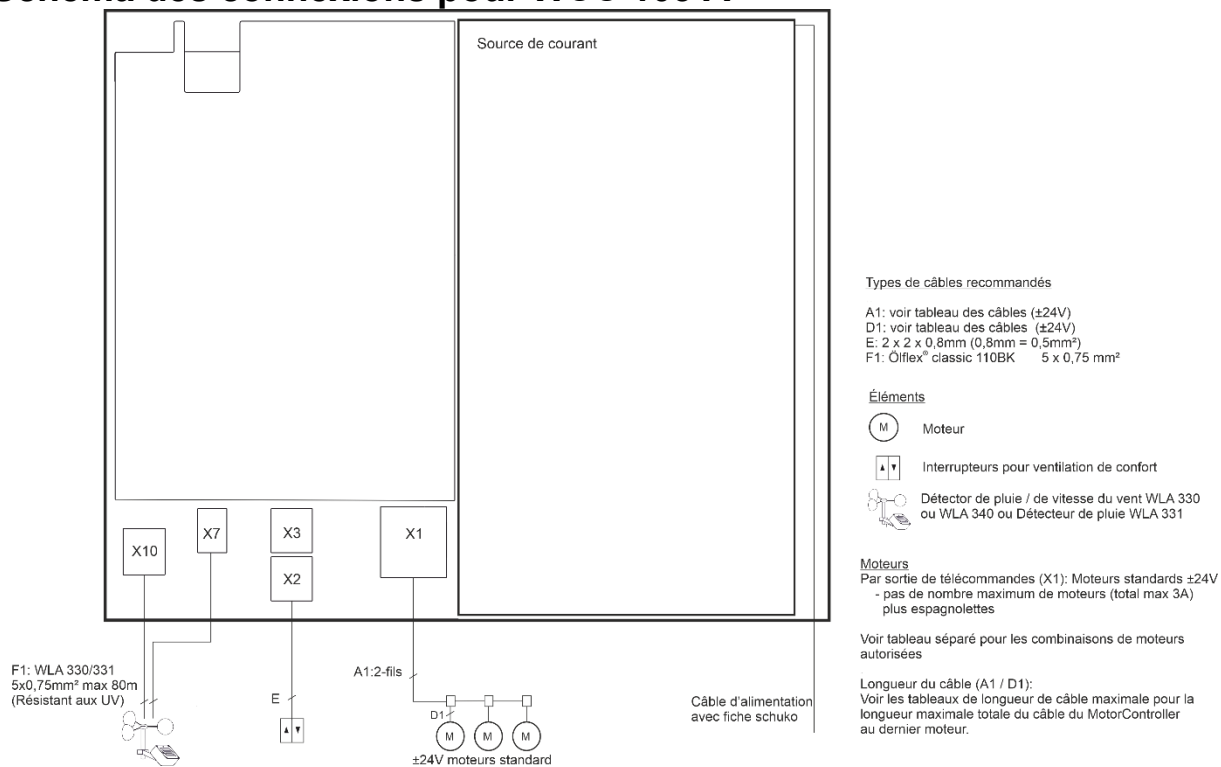 Source de courant
X10
X7
X3
X2
X1
F1: WLA 330/331
5x0,75mm² max 80m
(Résistant aux UV)
E
A1:2-fils
D1
M
M
M
±24V moteurs standard
Câble d'alimentation
avec fiche schuko
Types de câbles recommandés
A1: voir tableau des câbles (±24V)
D1: voir tableau des câbles (±24V)
E: 2 x 2 x 0,8mm (0,8mm = 0,5mm²)
F1: Ölflex® classic 110BK 5 x 0,75 mm²
Éléments
M
Moteur
Interrupteurs pour ventilation de confort
Détector de pluie / de vitesse du vent WLA 330
ou WLA 340 ou Détecteur de pluie WLA 331
Moteurs
Par sortie de télécommandes (X1): Moteurs standards ±24V
- pas de nombre maximum de moteurs (total max 3A)
plus espagnolettes
Voir tableau séparé pour les combinaisons de moteurs
autorisées
Longueur du câble (A1 / D1):
Voir les tableaux de longueur de câble maximale pour la
longueur maximale totale du câble du MotorController
au dernier moteur.